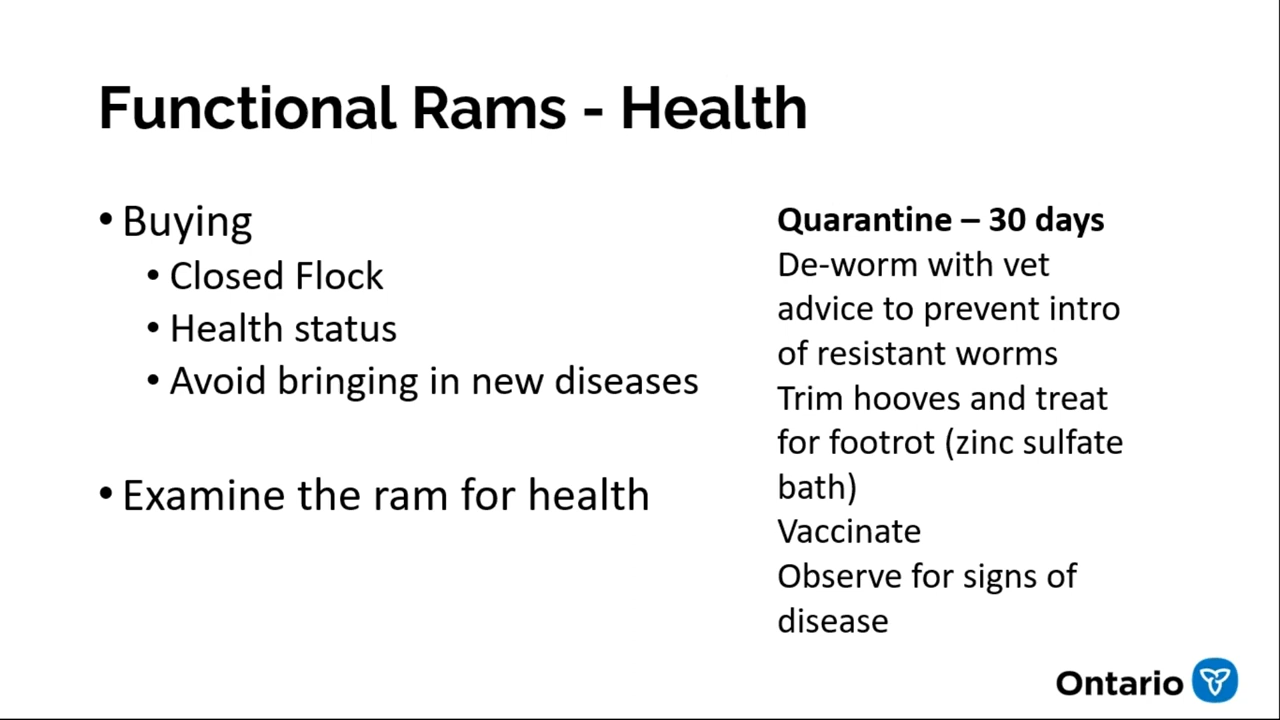 Functional Rams - Health
• Buying
• Closed Flock
• Health status
• Avoid bringing in new diseases
• Examine the ram for health
Quarantine – 30 days
De-worm with vet
advice to prevent intro
of resistant worms
Trim hooves and treat
for footrot (zinc sulfate
bath)
Vaccinate
Observe for signs of
disease
Ontario